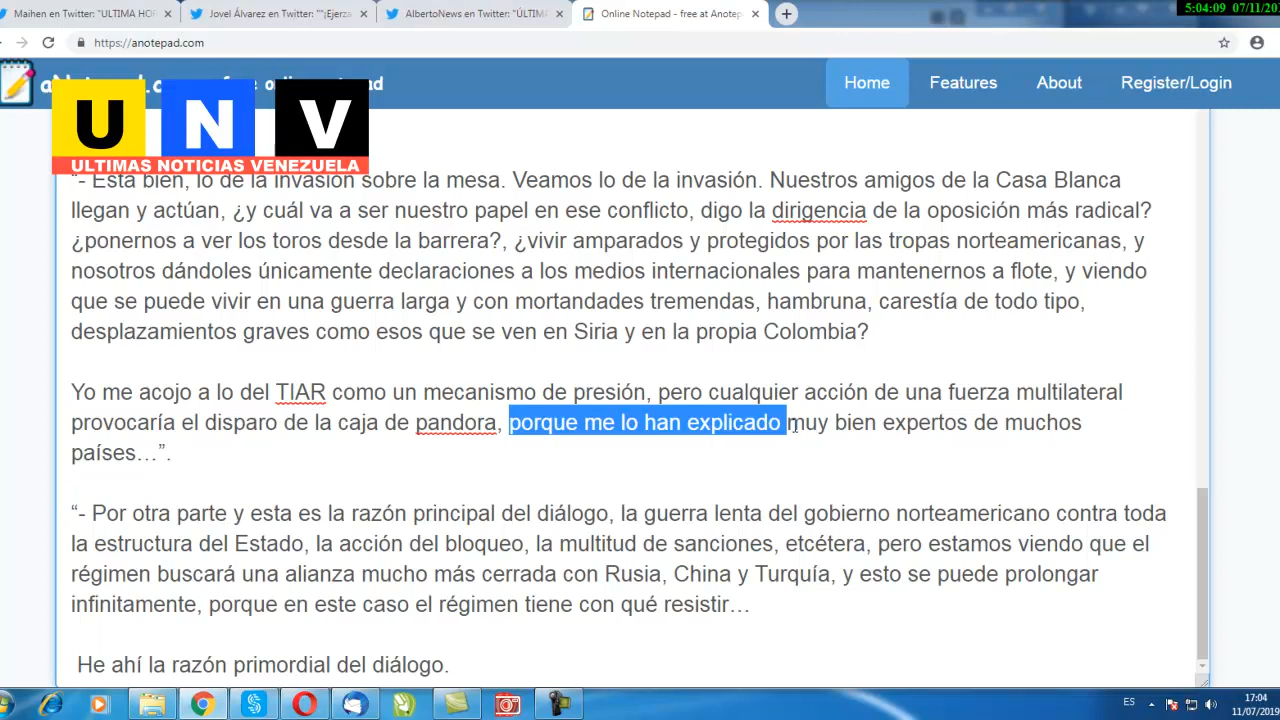 Maihen en Twitter: "ULTIMA HO
Jovel Álvarez en Twitter: ""¡Ejerza
AlbertoNews en Twitter: "ÚLTIM
Online Notepad - free at Anotep
5:04:09 07/11/20
https://anotepad.com
Home
Features
About
Register/Login
U N V
ULTIMAS NOTICIAS VENEZUELA
“- Está bien, lo de la invasión sobre la mesa. Veamos lo de la invasión. Nuestros amigos de la Casa Blanca
llegan y actúan, ¿y cuál va a ser nuestro papel en ese conflicto, digo la dirigencia de la oposición más radical?
¿ponernos a ver los toros desde la barrera?, ¿vivir amparados y protegidos por las tropas norteamericanas, y
nosotros dándoles únicamente declaraciones a los medios internacionales para mantenernos a flote, y viendo
que se puede vivir en una guerra larga y con mortandades tremendas, hambruna, carestía de todo tipo,
desplazamientos graves como esos que se ven en Siria y en la propia Colombia?
Yo me acojo a lo del TIAR como un mecanismo de presión, pero cualquier acción de una fuerza multilateral
provocaría el disparo de la caja de pandora, porque me lo han explicado muy bien expertos de muchos
países…”.
“- Por otra parte y esta es la razón principal del diálogo, la guerra lenta del gobierno norteamericano contra toda
la estructura del Estado, la acción del bloqueo, la multitud de sanciones, etcétera, pero estamos viendo que el
régimen buscará una alianza mucho más cerrada con Rusia, China y Turquía, y esto se puede prolongar
infinitamente, porque en este caso el régimen tiene con qué resistir…
He ahí la razón primordial del diálogo.
ES
17:04
11/07/2019